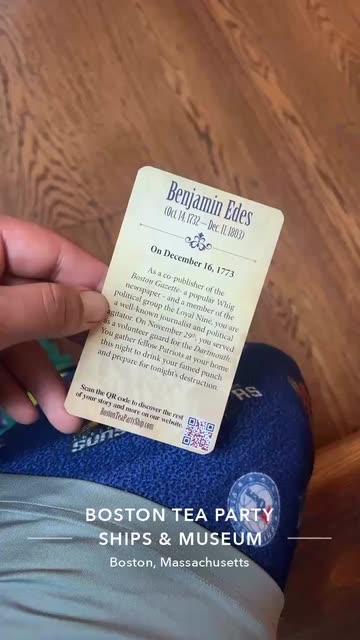 Benjamin Edes
(Oct. 14, 1732 — Dec. 11, 1803)
On December 16, 1773
As a co-publisher of the
Boston Gazette- a popular Whig
newspaper - and a member of the
political group the Loyal Nine, you are
a well-known journalist and political
agitator. On November 29th, you served
as a volunteer guard for the Dartmouth.
You gather fellow Patriots at your home
this night to drink your famed punch
and prepare for tonight's destruction.
Scan the QR code to discover the rest
of your story and more on our website.
BostonTeaPartyShip.com
SUNS
BOSTON TEA PARTY
SHIPS & MUSEUM
Boston, Massachusetts